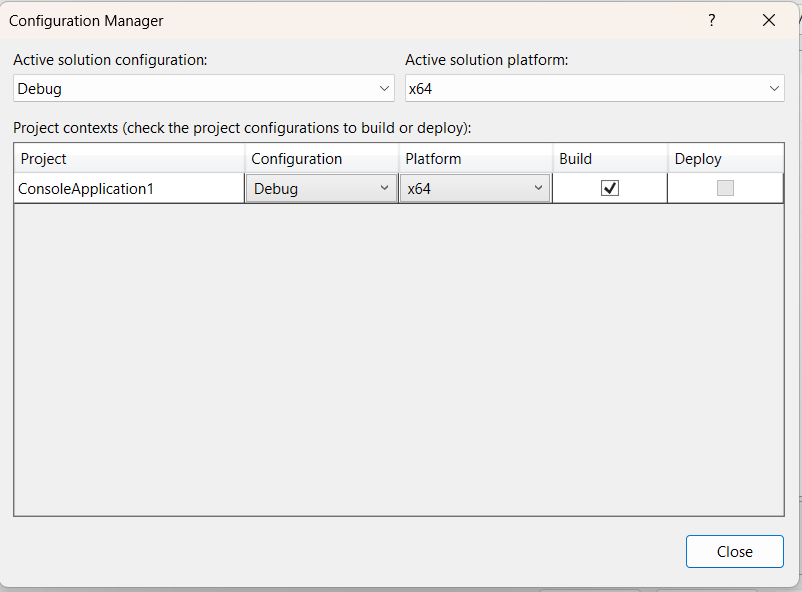 Configuration Manager ?
Active solution configuration: Active solution platform:
Debug x64
Project contexts (check the project configurations to build or deploy):
Project Configuration Platform Build Deploy
ConsoleApplication1 Debug x64
Close